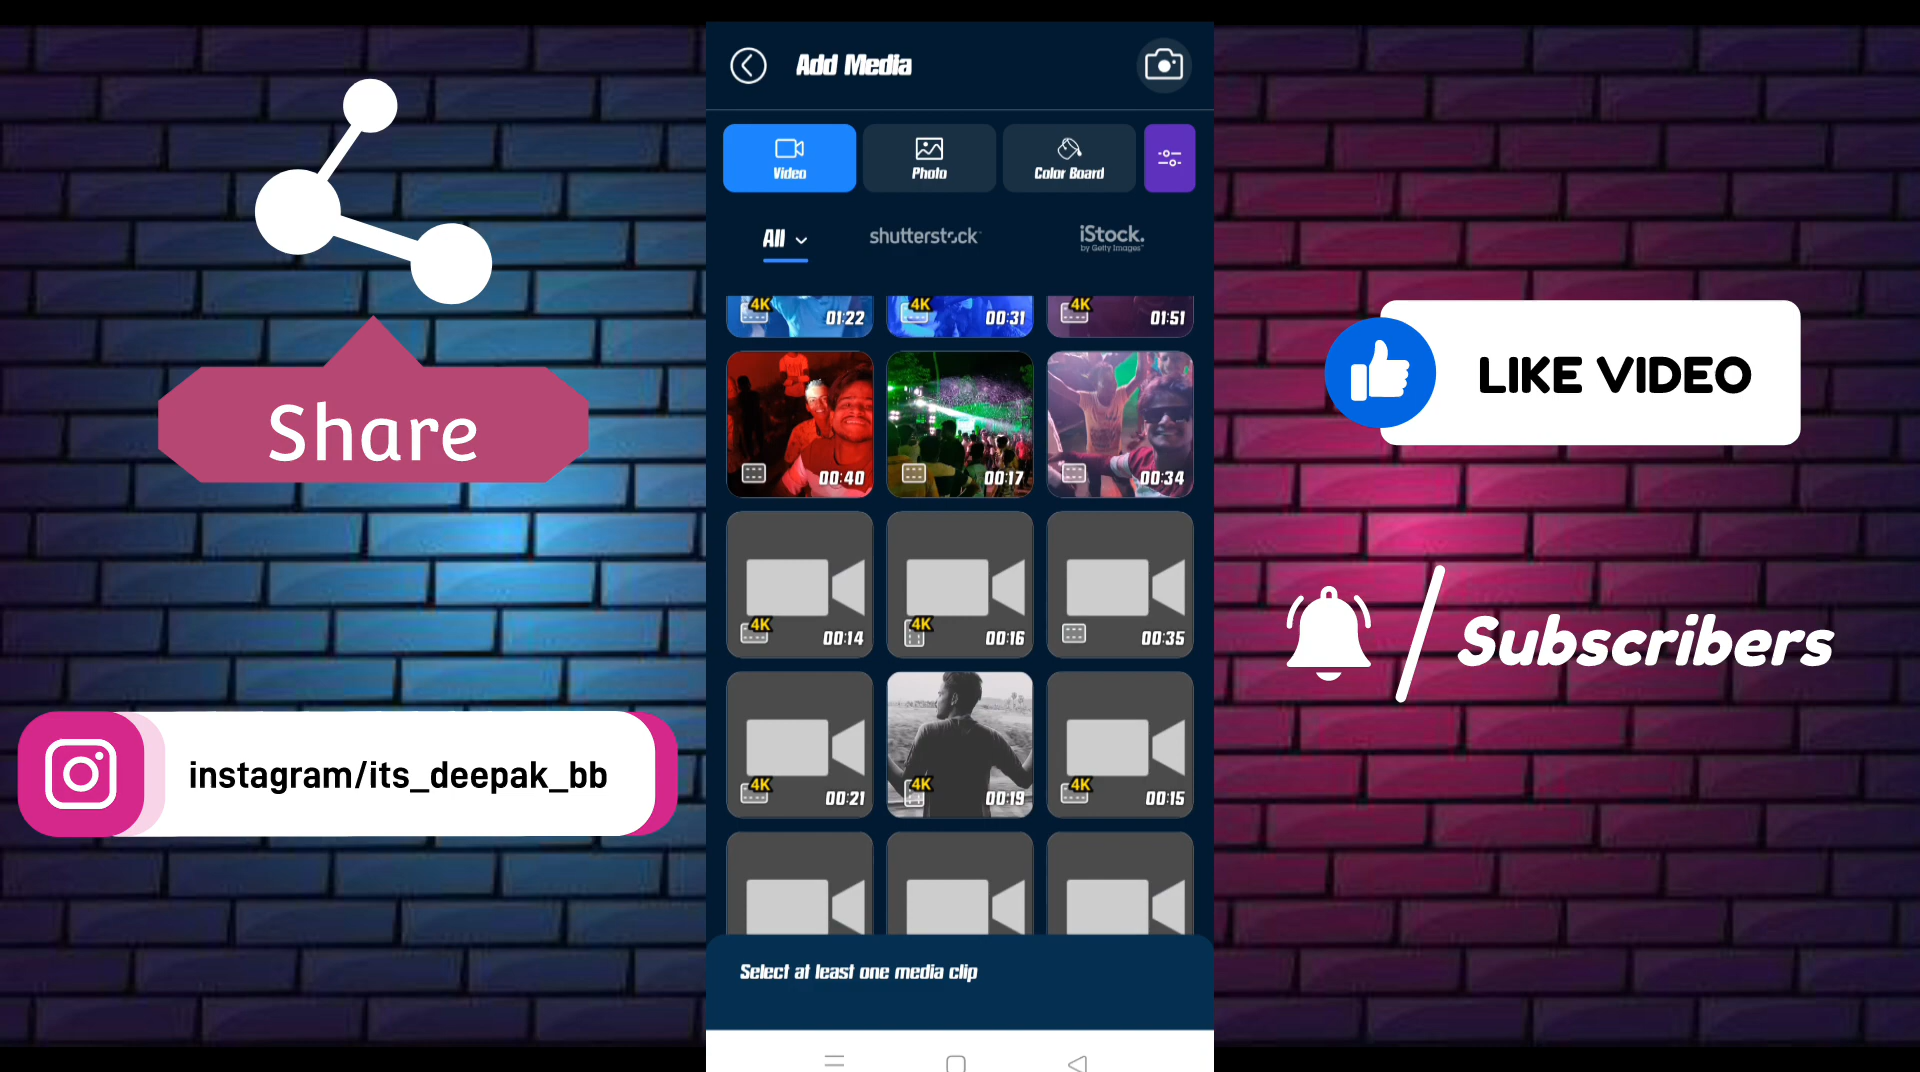 Add Media
Video
Photo
Color Board
All
shutterstock
iStock.
by Getty Images™
4K
01:22
4K
00:31
4K
01:51
00:40
00:17
00:34
4K
00:14
4K
00:16
00:35
4K
00:21
4K
00:19
4K
00:15
Select at least one media clip
Share
instagram/its_deepak_bb
LIKE VIDEO
Subscribers